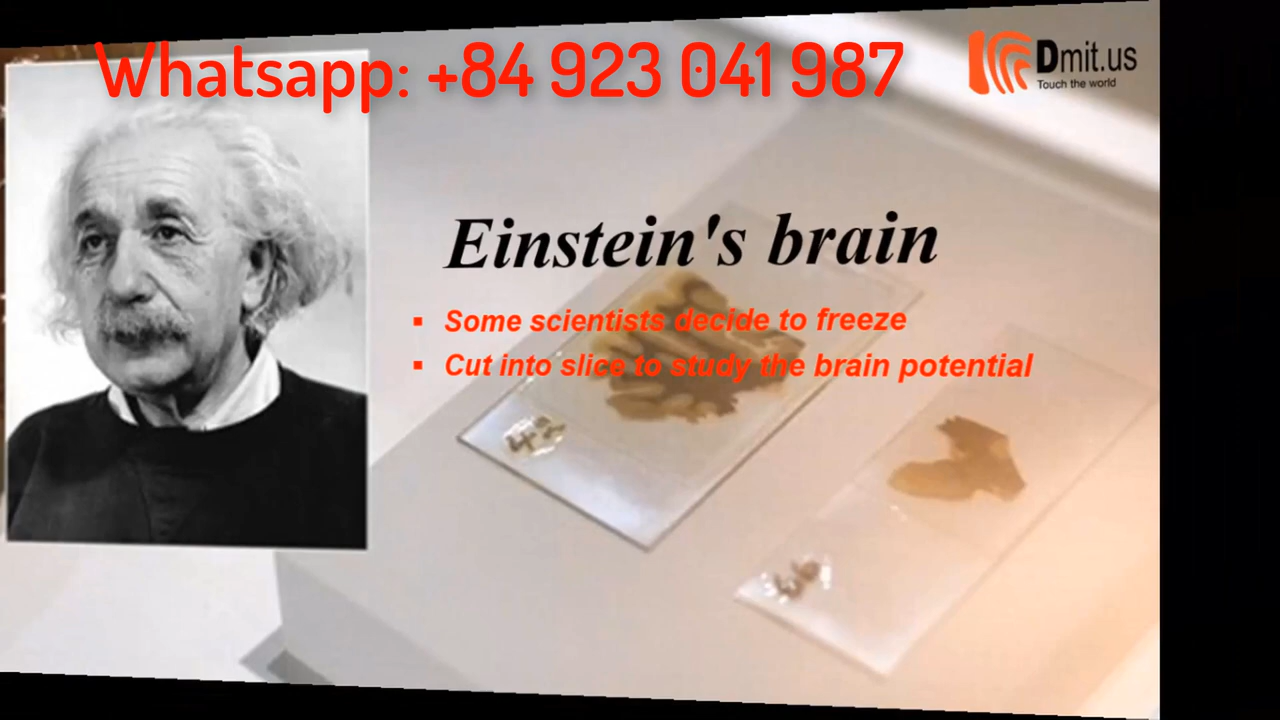 Whatsapp: +84 923 041 987
Dmit.us
Touch the world
Einstein's brain
▪ Some scientists decide to freeze
▪ Cut into slice to study the brain potential